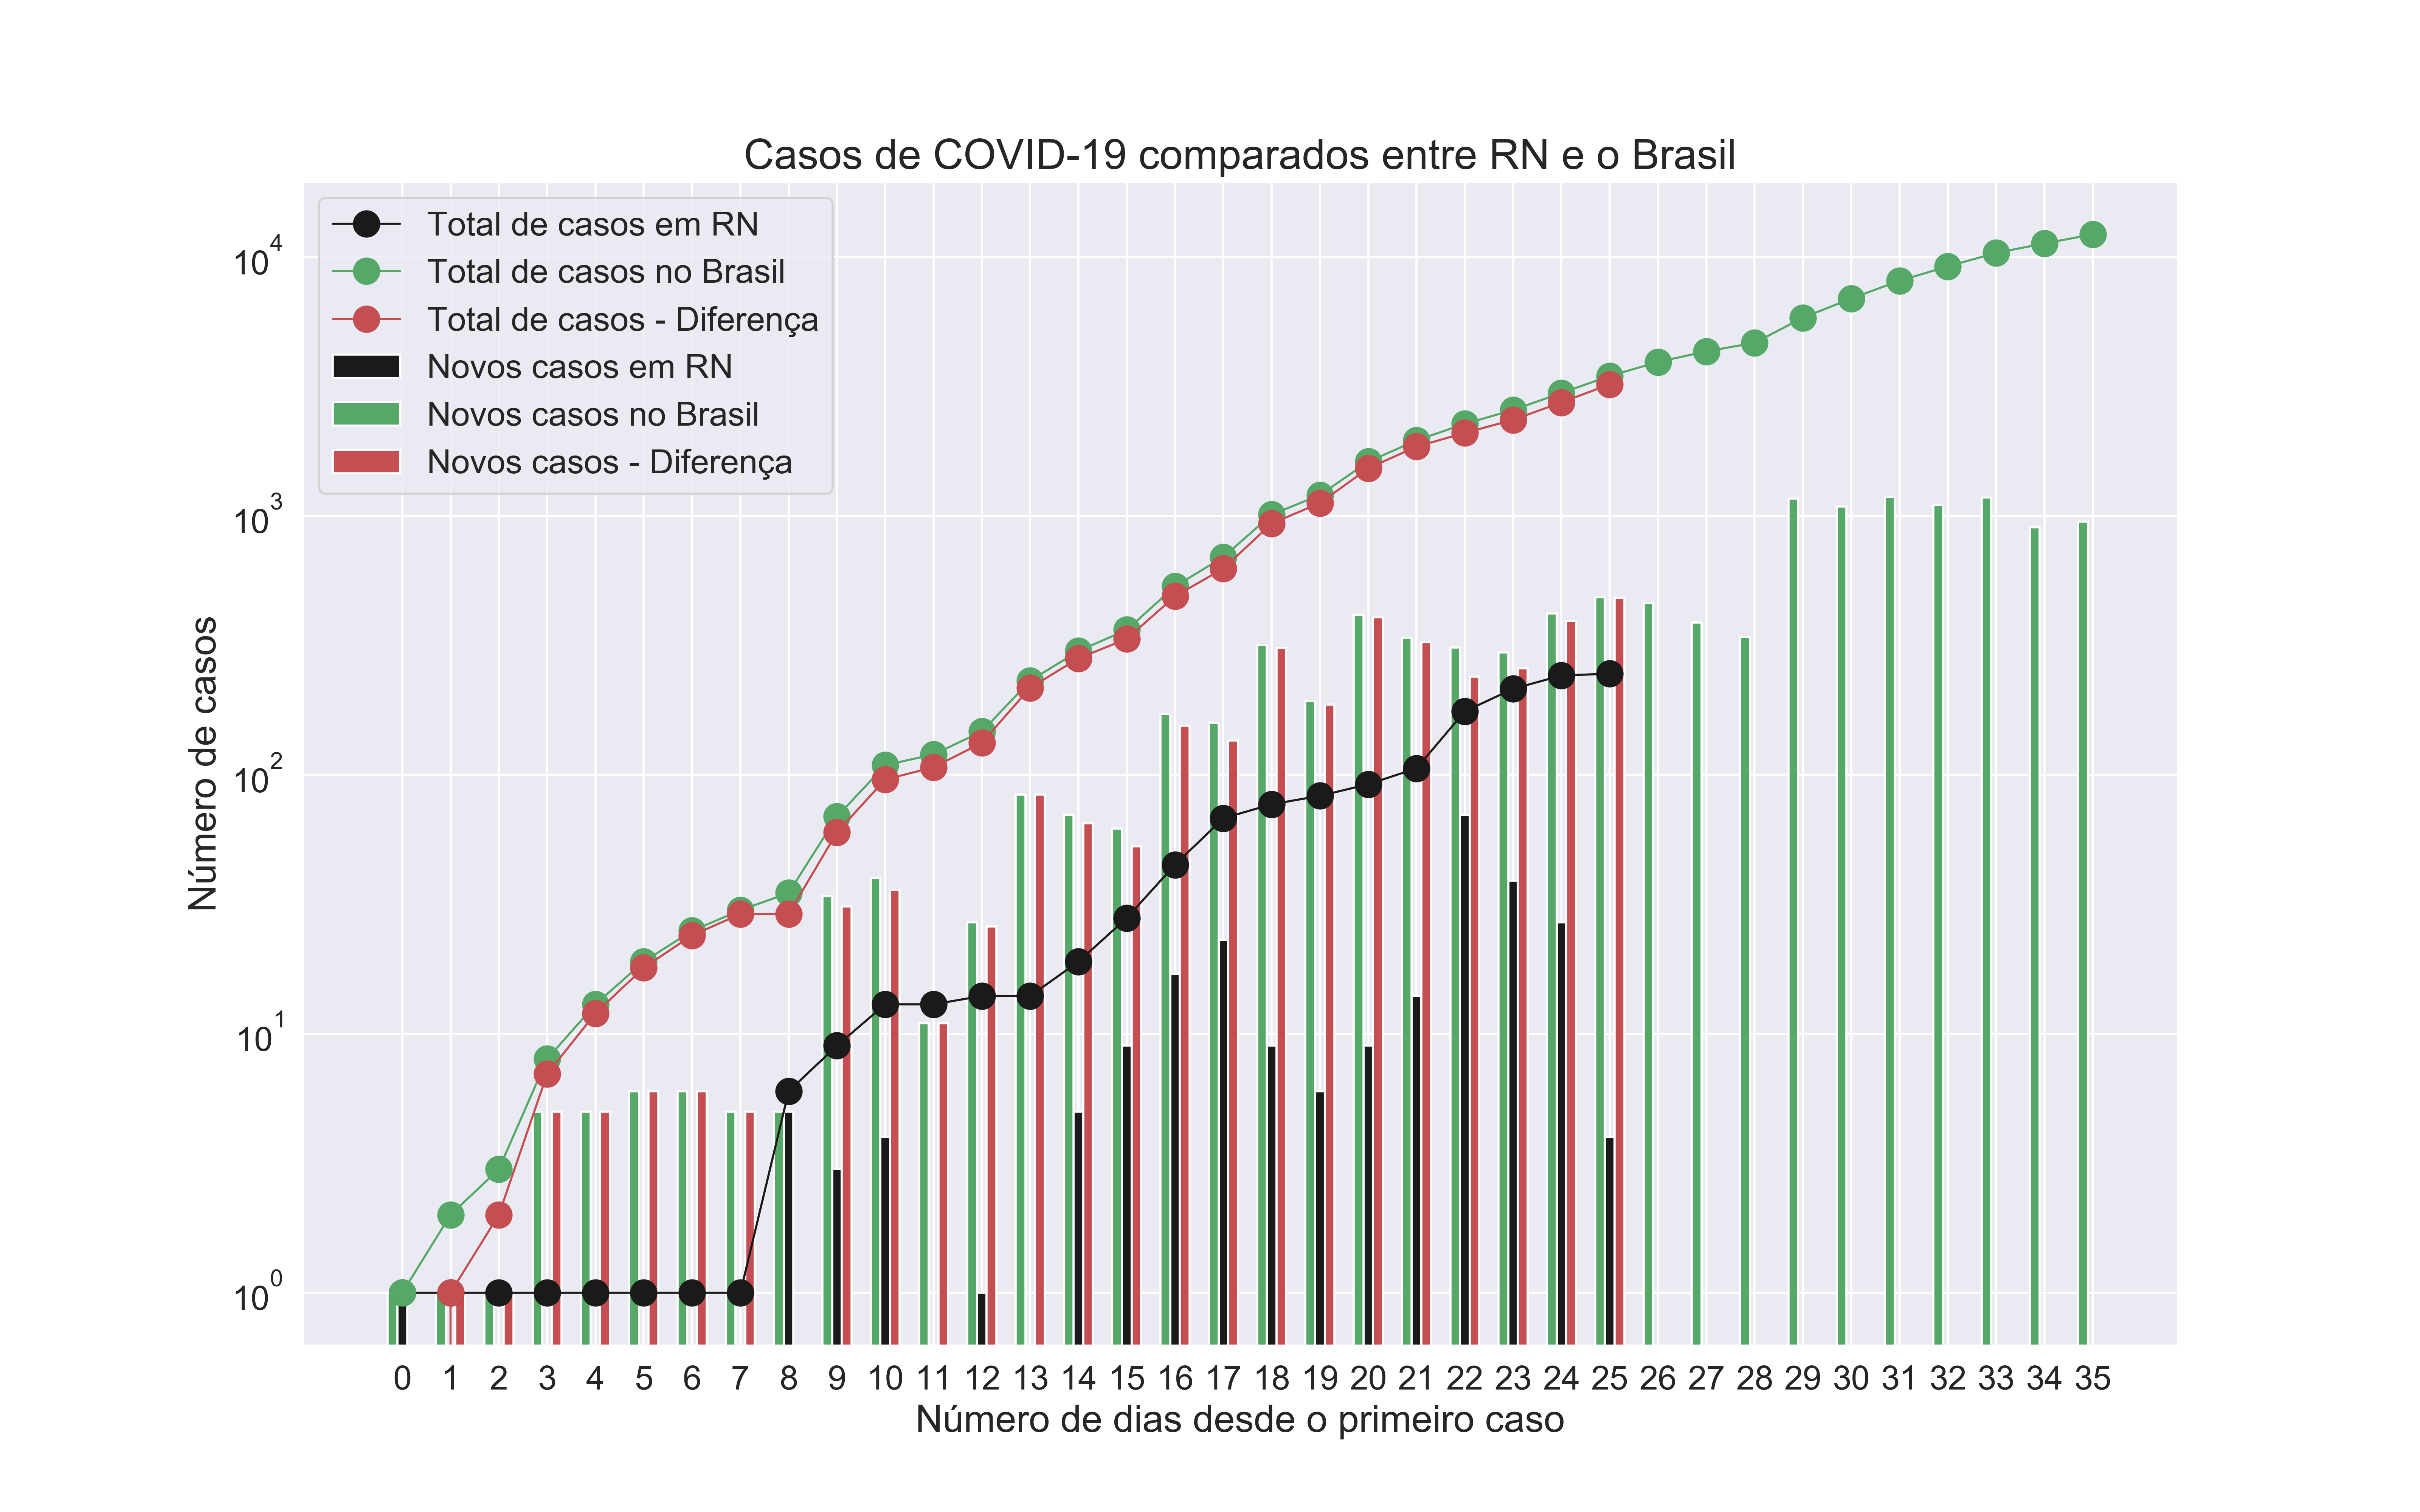 Casos de COVID-19 comparados entre RN e o Brasil
Total de casos em RN
Total de casos no Brasil
Total de casos - Diferença
Novos casos em RN
Novos casos no Brasil
Novos casos - Diferença
10^4
10^3
10^2
10^1
10^0
Número de casos
0 1 2 3 4 5 6 7 8 9 10 11 12 13 14 15 16 17 18 19 20 21 22 23 24 25 26 27 28 29 30 31 32 33 34 35
Número de dias desde o primeiro caso